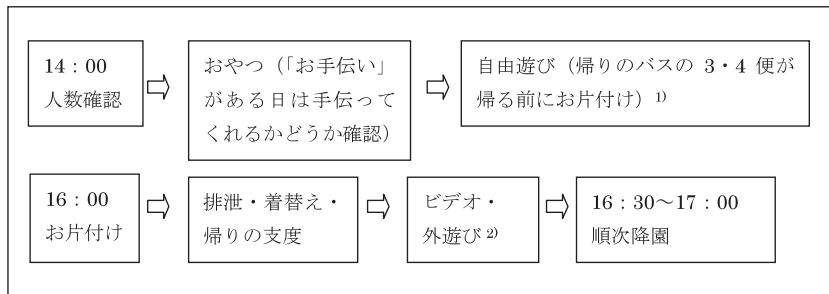 14：00
人数確認
おやつ（「お手伝い」
がある日は手伝って
くれるかどうか確認）
自由遊び（帰りのバスの 3・4 便が
帰る前にお片付け）1)
16：00
お片付け
排泄・着替え・
帰りの支度
ビデオ・
外遊び 2)
16：30～17：00
順次降園